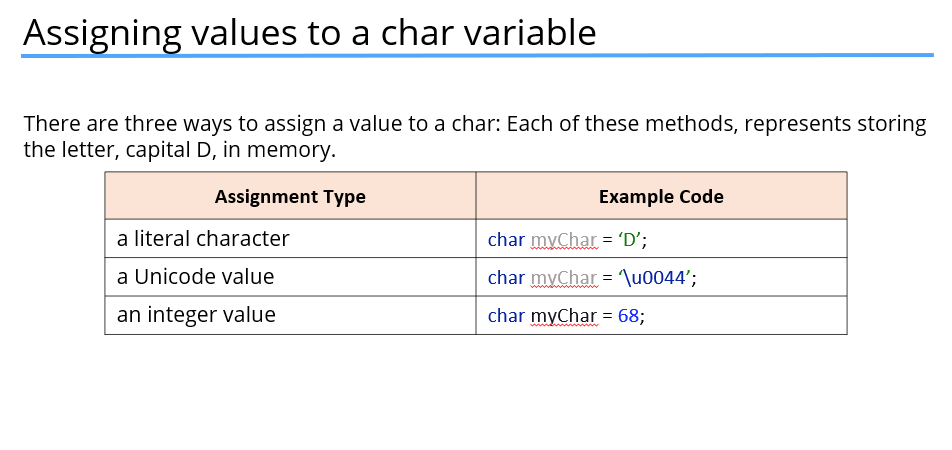 Assigning values to a char variable
There are three ways to assign a value to a char: Each of these methods, represents storing
the letter, capital D, in memory.
Assignment Type Example Code
a literal character char myChar = ‘D’;
a Unicode value char myChar = ‘\u0044’;
an integer value char myChar = 68;